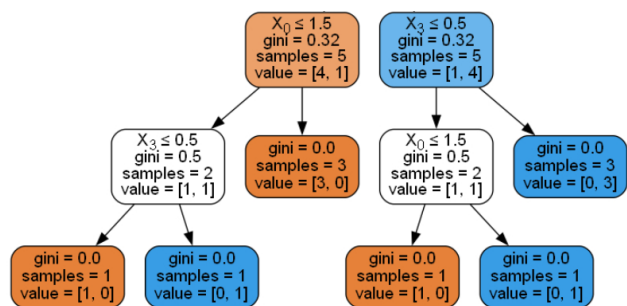 X₀ ≤ 1.5
gini = 0.32
samples = 5
value = [4, 1]
X₃ ≤ 0.5
gini = 0.32
samples = 5
value = [1, 4]
X₃ ≤ 0.5
gini = 0.5
samples = 2
value = [1, 1]
gini = 0.0
samples = 3
value = [3, 0]
X₀ ≤ 1.5
gini = 0.5
samples = 2
value = [1, 1]
gini = 0.0
samples = 3
value = [0, 3]
gini = 0.0
samples = 1
value = [1, 0]
gini = 0.0
samples = 1
value = [0, 1]
gini = 0.0
samples = 1
value = [1, 0]
gini = 0.0
samples = 1
value = [0, 1]